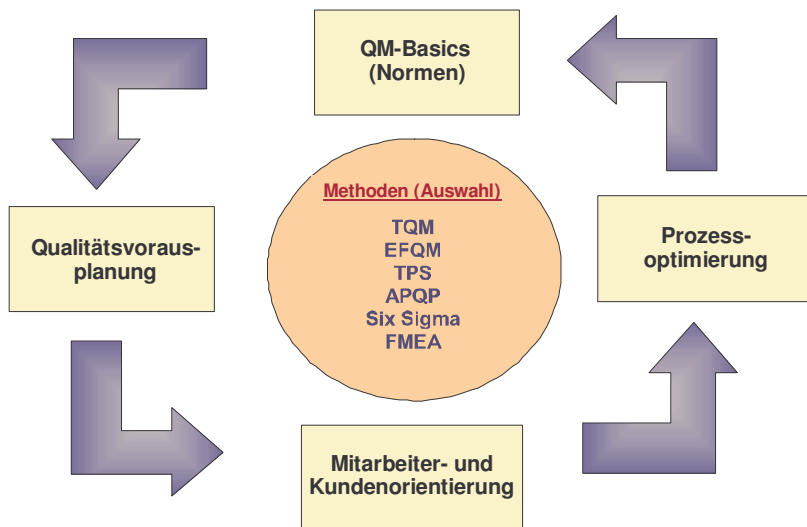 QM-Basics
(Normen)
Methoden (Auswahl)
TQM
EFQM
TPS
APQP
Six Sigma
FMEA
Qualitätsvoraus-
planung
Prozess-
optimierung
Mitarbeiter- und
Kundenorientierung